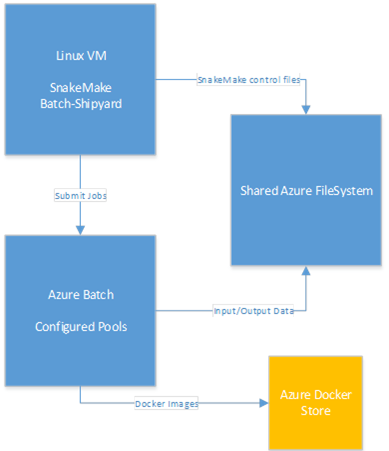 Linux VM
SnakeMake
Batch-Shipyard
SnakeMake control files
Shared Azure FileSystem
Submit Jobs
Azure Batch
Configured Pools
Input/Output Data
Docker Images
Azure Docker
Store